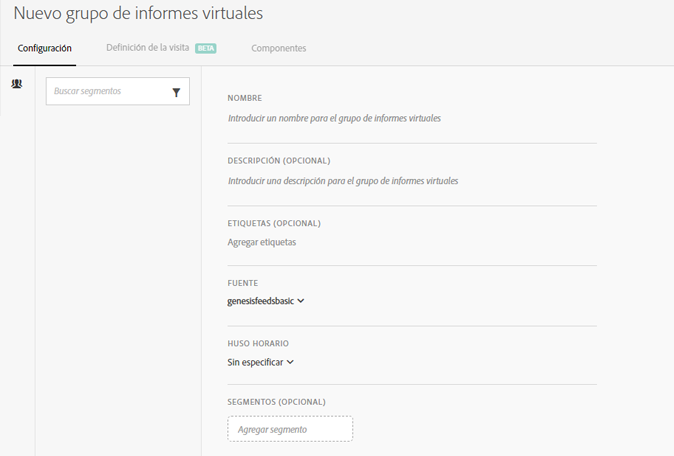 Nuevo grupo de informes virtuales
Configuración
Definición de la visita BETA
Componentes
Buscar segmentos
NOMBRE
Introducir un nombre para el grupo de informes virtuales
DESCRIPCIÓN (OPCIONAL)
Introducir una descripción para el grupo de informes virtuales
ETIQUETAS (OPCIONAL)
Agregar etiquetas
FUENTE
genesisfeedsbasic
HUSO HORARIO
Sin especificar
SEGMENTOS (OPCIONAL)
Agregar segmento